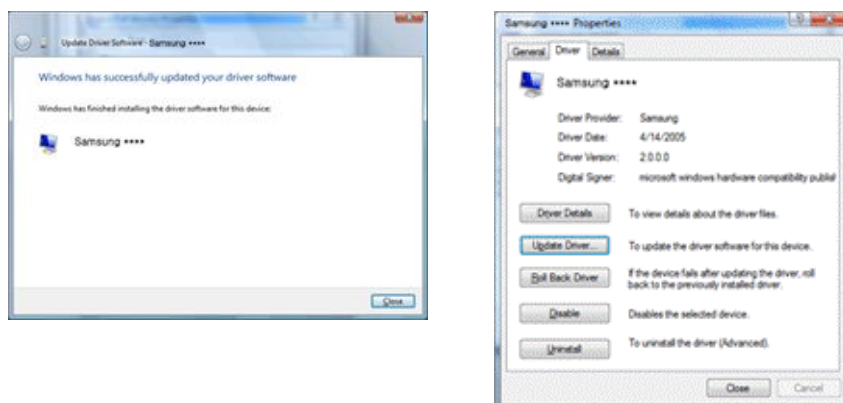 Update Driver Software - Samsung ****
Windows has successfully updated your driver software
Windows has finished installing the driver software for this device:
Samsung ****
Close
Samsung **** Properties
General Driver Details
Samsung ****
Driver Provider: Samsung
Driver Date: 4/14/2005
Driver Version: 2.0.0.0
Digital Signer: microsoft windows hardware compatibility publis
Driver Details To view details about the driver files.
Update Driver... To update the driver software for this device.
Roll Back Driver If the device fails after updating the driver, roll
back to the previously installed driver.
Disable Disables the selected device.
Uninstall To uninstall the driver (Advanced).
Close Cancel